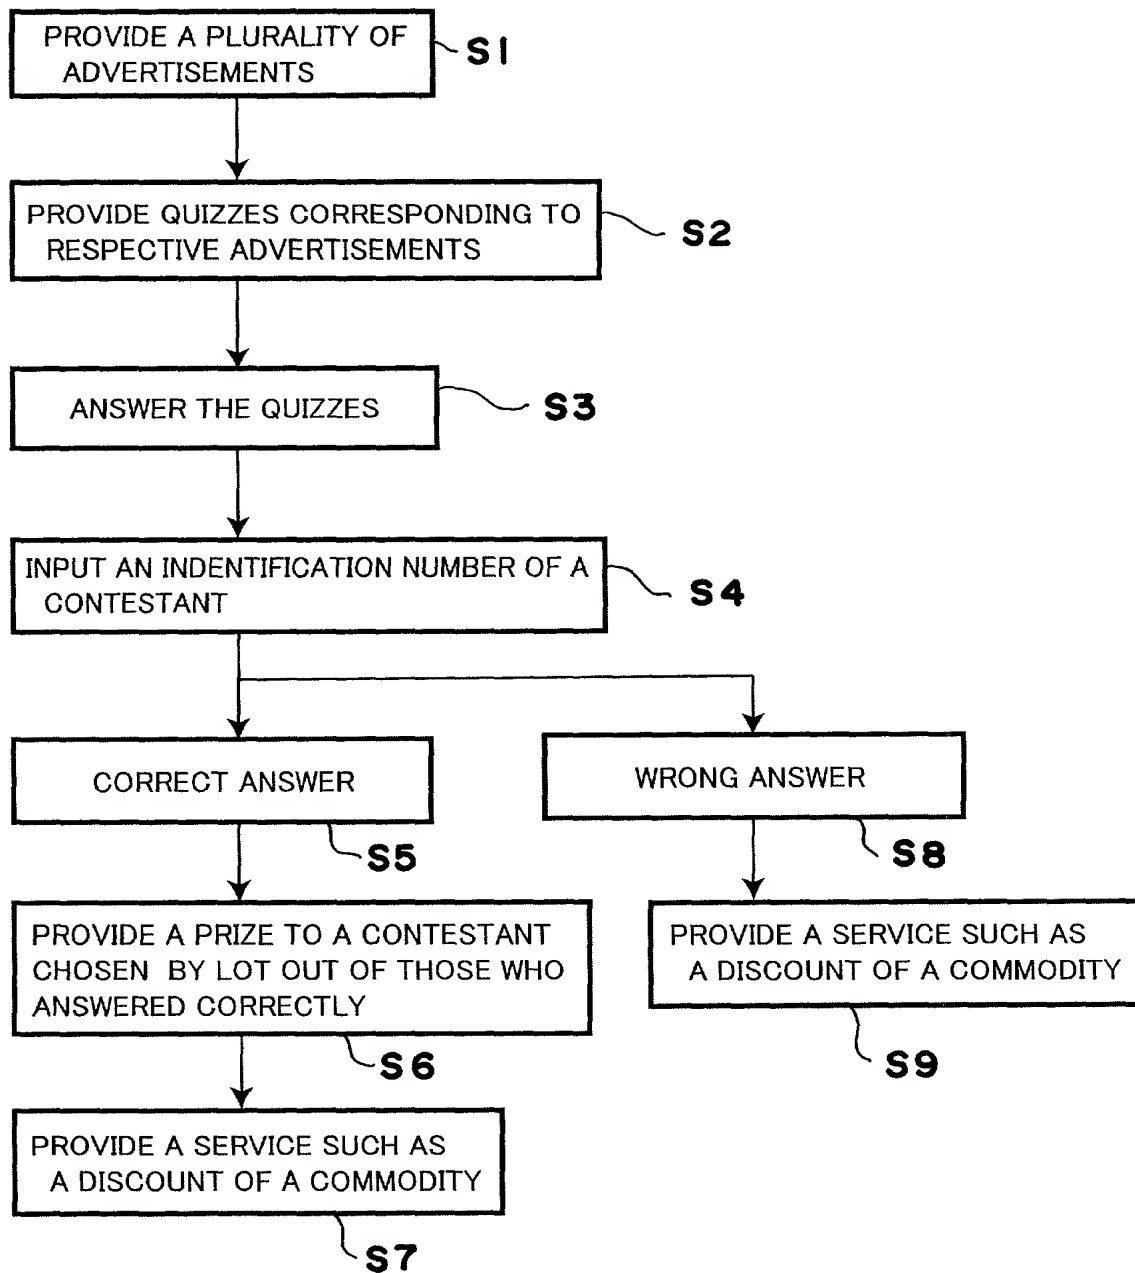 PROVIDE A PLURALITY OF
ADVERTISEMENTS
S1
PROVIDE QUIZZES CORRESPONDING TO
RESPECTIVE ADVERTISEMENTS
S2
ANSWER THE QUIZZES
S3
INPUT AN INDENTIFICATION NUMBER OF A
CONTESTANT
S4
CORRECT ANSWER
S5
WRONG ANSWER
S8
PROVIDE A PRIZE TO A CONTESTANT
CHOSEN BY LOT OUT OF THOSE WHO
ANSWERED CORRECTLY
S6
PROVIDE A SERVICE SUCH AS
A DISCOUNT OF A COMMODITY
S9
PROVIDE A SERVICE SUCH AS
A DISCOUNT OF A COMMODITY
S7